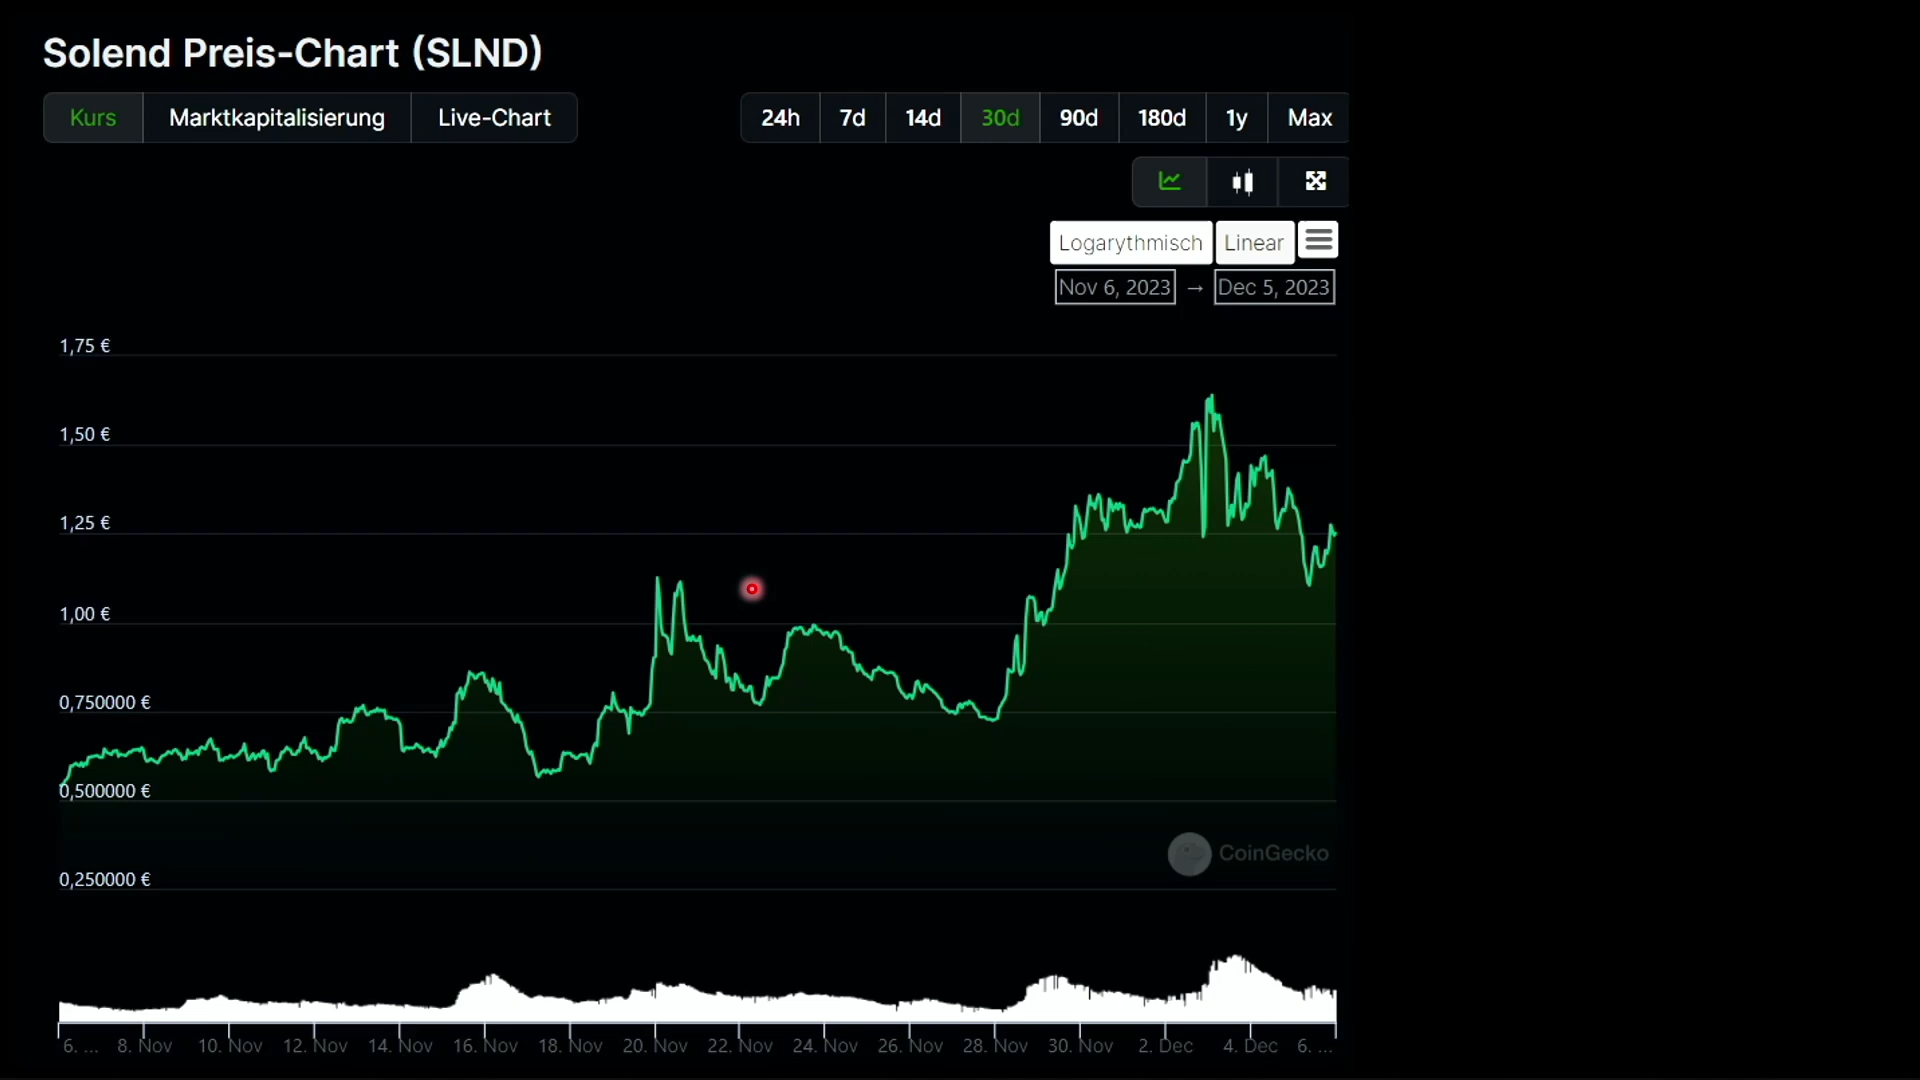 Solend Preis-Chart (SLND)
Kurs Marktkapitalisierung Live-Chart 24h 7d 14d 30d 90d 180d 1y Max
Logarythmisch Linear
Nov 6, 2023 → Dec 5, 2023
1,75 €
1,50 €
1,25 €
1,00 €
0,750000 €
0,500000 €
CoinGecko
0,250000 €
6. ... 8. Nov 10. Nov 12. Nov 14. Nov 16. Nov 18. Nov 20. Nov 22. Nov 24. Nov 26. Nov 28. Nov 30. Nov 2. Dec 4. Dec 6. ...